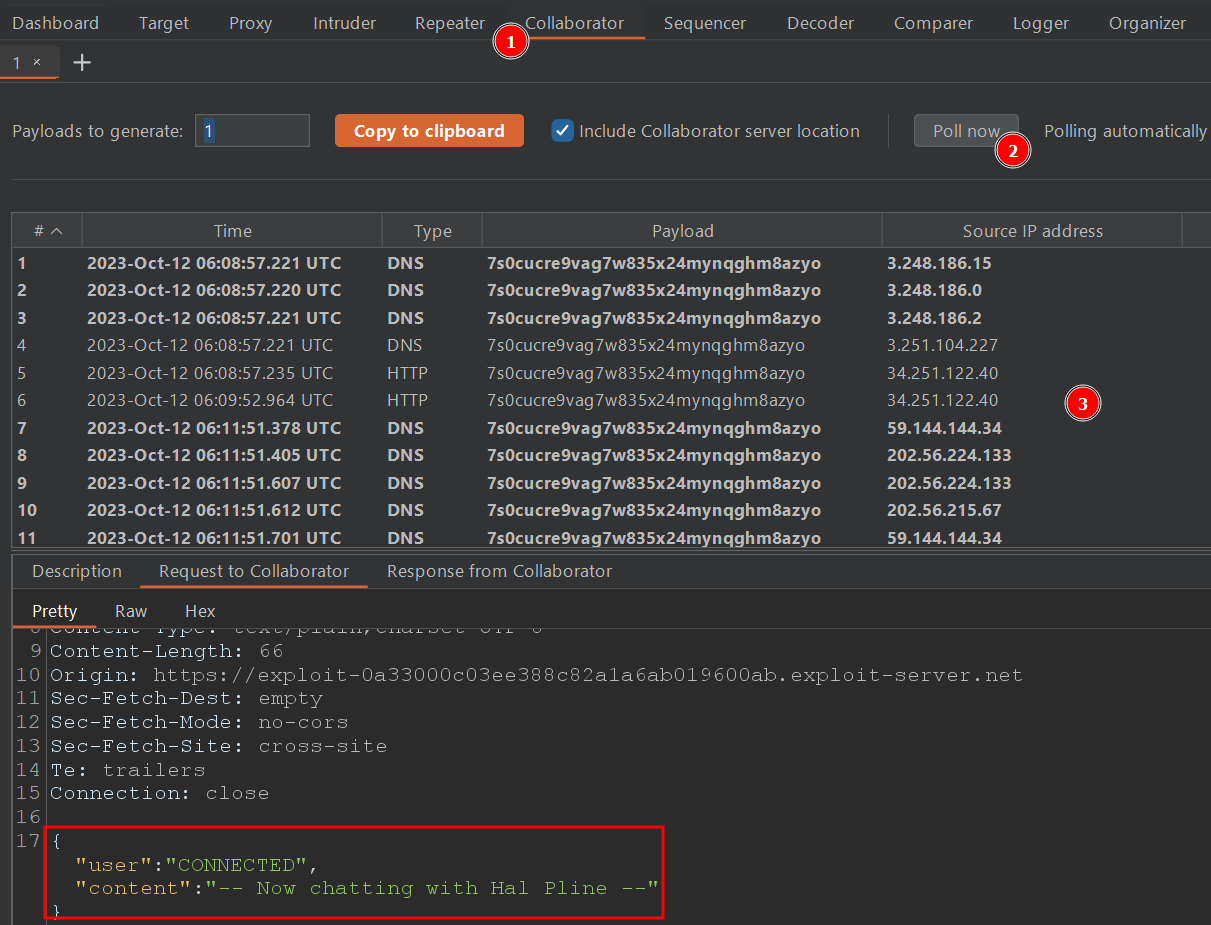 Dashboard Target Proxy Intruder Repeater Collaborator Sequencer Decoder Comparer Logger Organizer
1
1 × +
Payloads to generate: 1 Copy to clipboard Include Collaborator server location Poll now Polling automatically
2
# Time Type Payload Source IP address
1 2023-Oct-12 06:08:57.221 UTC DNS 7s0cucre9vag7w835x24mynqghm8azyo 3.248.186.15
2 2023-Oct-12 06:08:57.220 UTC DNS 7s0cucre9vag7w835x24mynqghm8azyo 3.248.186.0
3 2023-Oct-12 06:08:57.221 UTC DNS 7s0cucre9vag7w835x24mynqghm8azyo 3.248.186.2
4 2023-Oct-12 06:08:57.221 UTC DNS 7s0cucre9vag7w835x24mynqghm8azyo 3.251.104.227
5 2023-Oct-12 06:08:57.235 UTC HTTP 7s0cucre9vag7w835x24mynqghm8azyo 34.251.122.40
6 2023-Oct-12 06:09:52.964 UTC HTTP 7s0cucre9vag7w835x24mynqghm8azyo 34.251.122.40
3
7 2023-Oct-12 06:11:51.378 UTC DNS 7s0cucre9vag7w835x24mynqghm8azyo 59.144.144.34
8 2023-Oct-12 06:11:51.405 UTC DNS 7s0cucre9vag7w835x24mynqghm8azyo 202.56.224.133
9 2023-Oct-12 06:11:51.607 UTC DNS 7s0cucre9vag7w835x24mynqghm8azyo 202.56.224.133
10 2023-Oct-12 06:11:51.612 UTC DNS 7s0cucre9vag7w835x24mynqghm8azyo 202.56.215.67
11 2023-Oct-12 06:11:51.701 UTC DNS 7s0cucre9vag7w835x24mynqghm8azyo 59.144.144.34
Description Request to Collaborator Response from Collaborator
Pretty Raw Hex
9 Content-Length: 66
10 Origin: https://exploit-0a33000c03ee388c82a1a6ab019600ab.exploit-server.net
11 Sec-Fetch-Dest: empty
12 Sec-Fetch-Mode: no-cors
13 Sec-Fetch-Site: cross-site
14 Te: trailers
15 Connection: close
16
17 {
"user":"CONNECTED",
"content":"-- Now chatting with Hal Pline --"
}